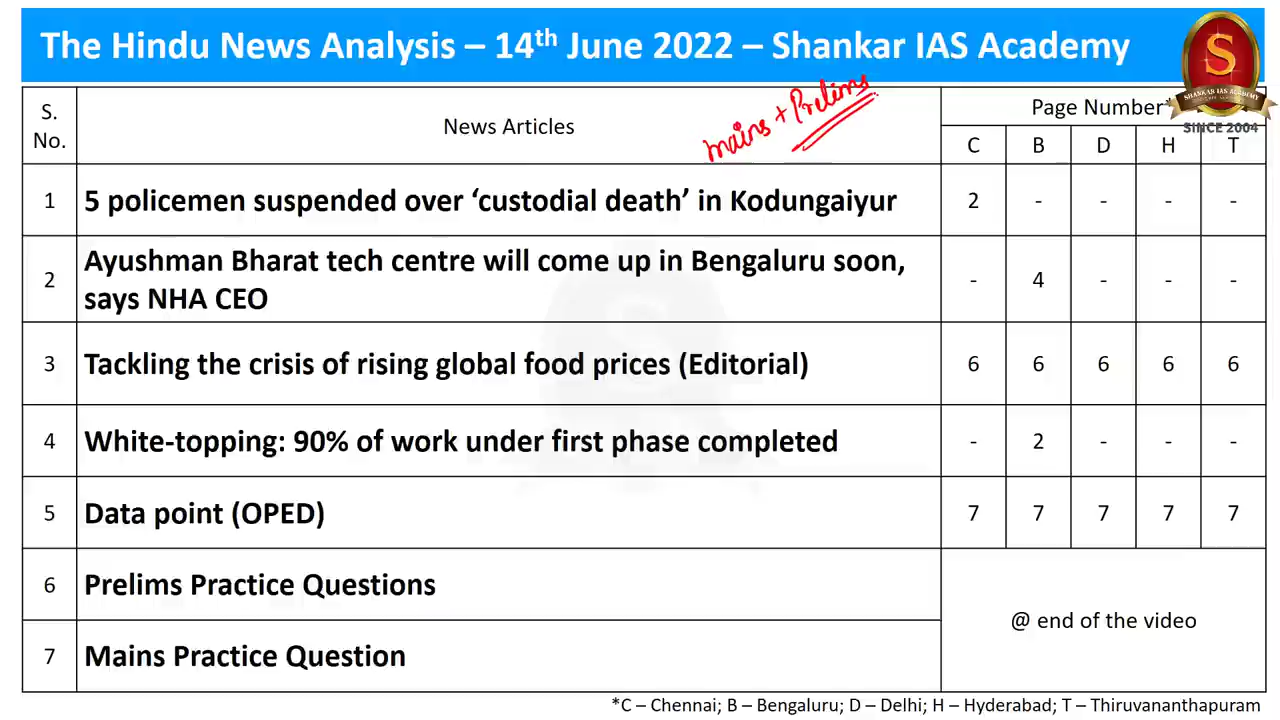 The Hindu News Analysis – 14th June 2022 – Shankar IAS Academy
S
SHANKAR IAS ACADEMY
SINCE 2004
S. No.
News Articles
mains + Prelims
Page Number*
C B D H T
1 5 policemen suspended over ‘custodial death’ in Kodungaiyur 2 - - - -
2 Ayushman Bharat tech centre will come up in Bengaluru soon,
says NHA CEO - 4 - - -
3 Tackling the crisis of rising global food prices (Editorial) 6 6 6 6 6
4 White-topping: 90% of work under first phase completed - 2 - - -
5 Data point (OPED) 7 7 7 7 7
6 Prelims Practice Questions
@ end of the video
7 Mains Practice Question
*C – Chennai; B – Bengaluru; D – Delhi; H – Hyderabad; T – Thiruvananthapuram